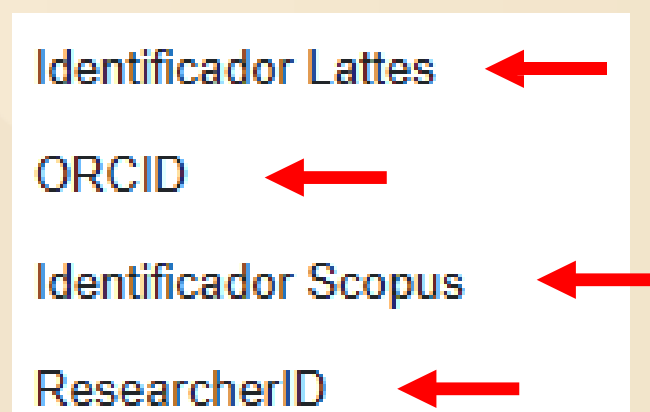 Identificador Lattes
ORCID
Identificador Scopus
ResearcherID